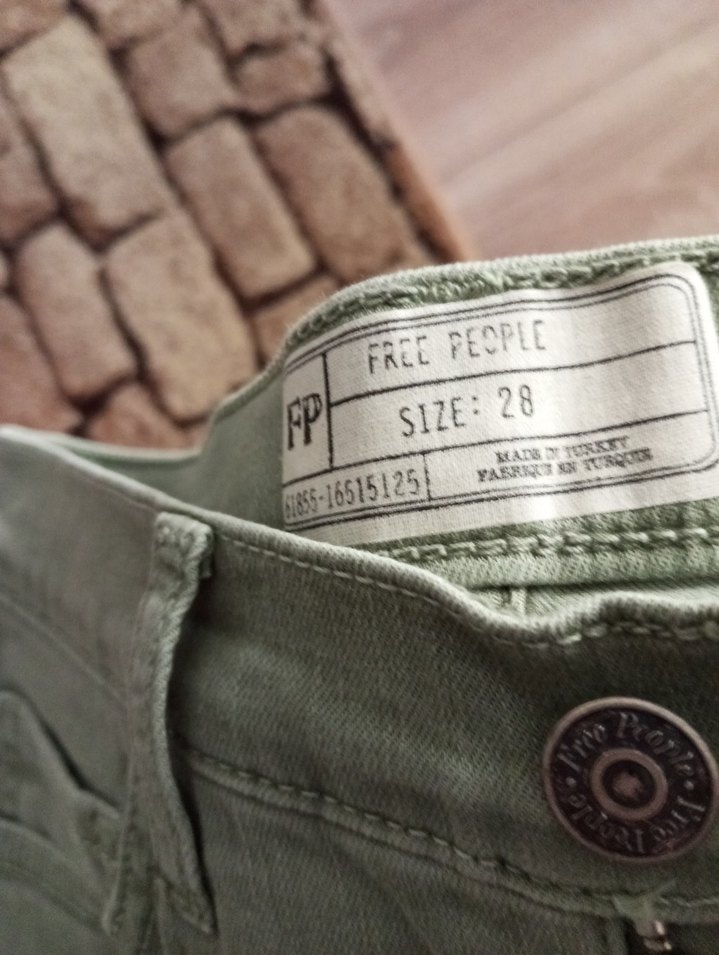 FREE PEOPLE
FP
SIZE: 28
61855-16515125
MADE IN TURKEY
FABRIQUE EN TURQUIE
Free People • Free People •